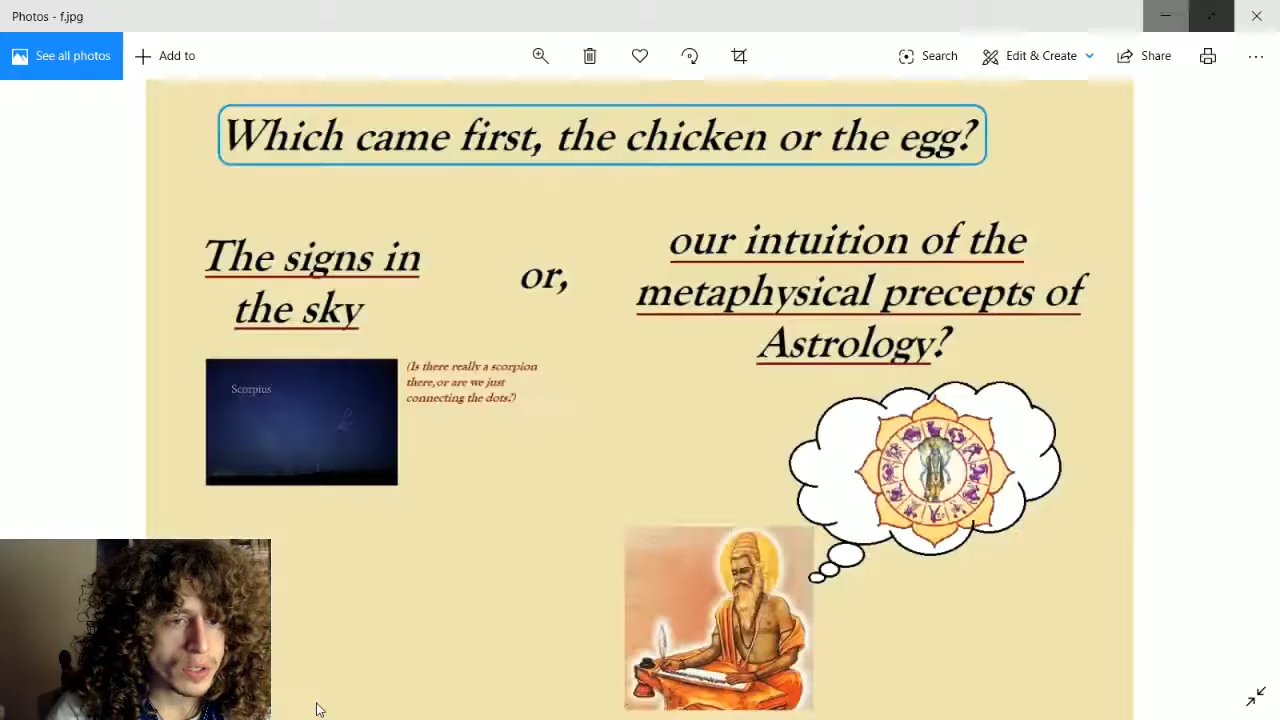 Photos - f.jpg
See all photos
Add to
Search
Edit & Create
Share
Which came first, the chicken or the egg?
The signs in
the sky
or,
our intuition of the
metaphysical precepts of
Astrology?
Scorpius
(Is there really a scorpion
there,or are we just
connecting the dots?)